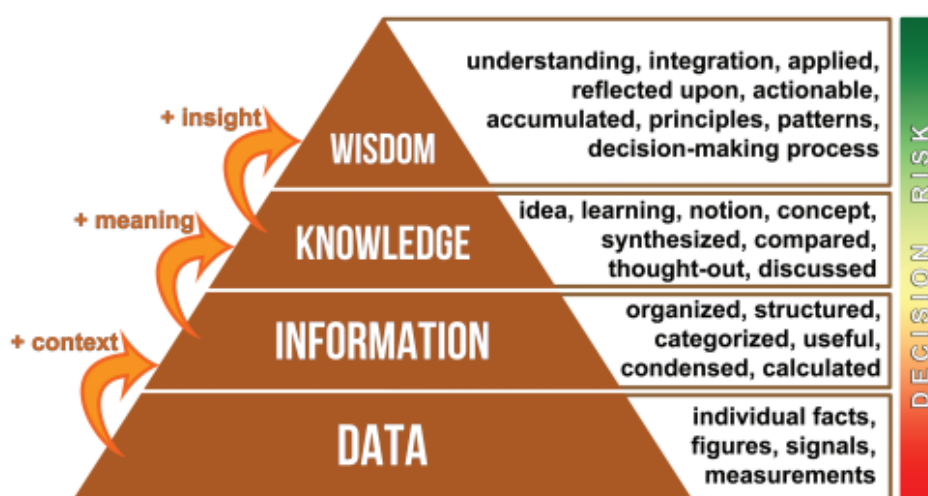 understanding, integration, applied,
reflected upon, actionable,
accumulated, principles, patterns,
decision-making process
+ insight
WISDOM
idea, learning, notion, concept,
synthesized, compared,
thought-out, discussed
+ meaning
KNOWLEDGE
organized, structured,
categorized, useful,
condensed, calculated
+ context
INFORMATION
individual facts,
figures, signals,
measurements
DATA
DECISION RISK